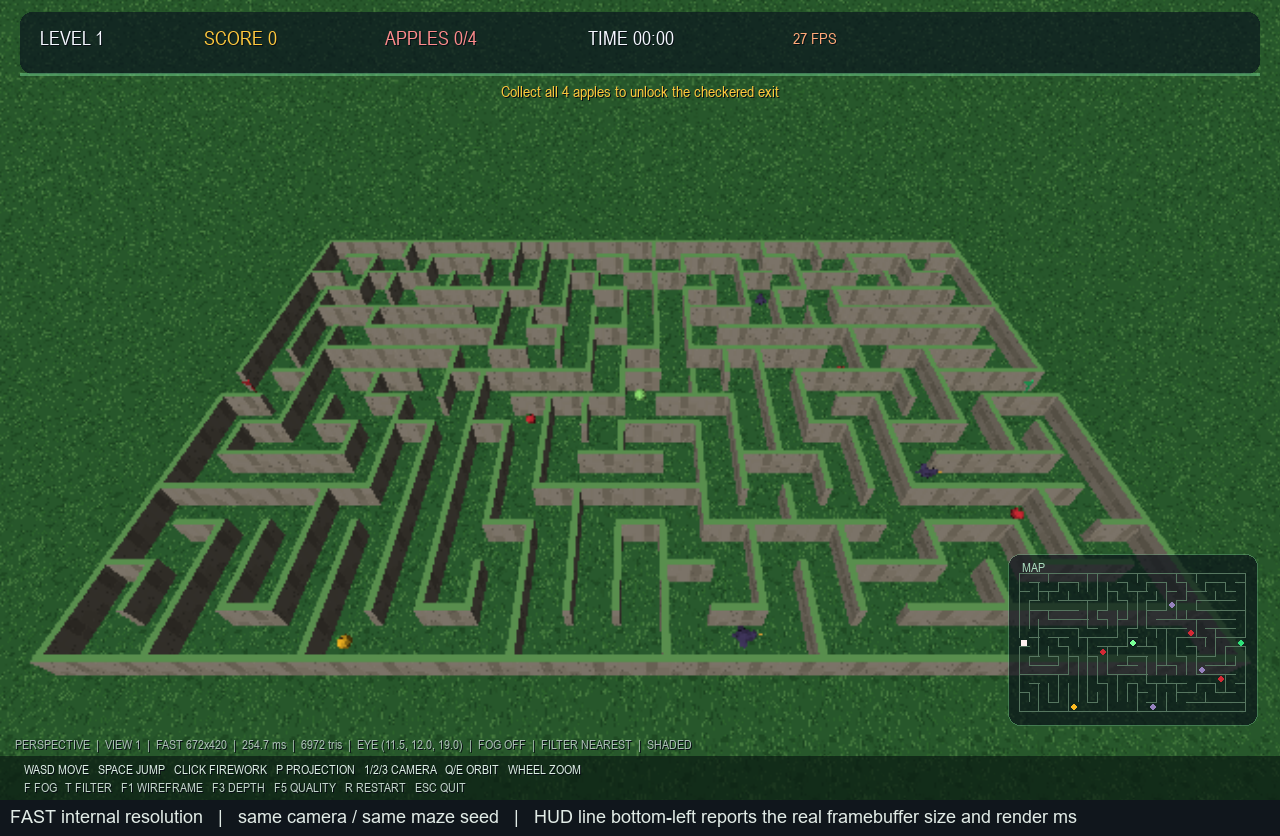 LEVEL 1 SCORE 0 APPLES 0/4 TIME 00:00 27 FPS
Collect all 4 apples to unlock the checkered exit
MAP
PERSPECTIVE | VIEW 1 | FAST 672x420 | 254.7 ms | 6972 tris | EYE (11.5, 12.0, 19.0) | FOG OFF | FILTER NEAREST | SHADED
WASD MOVE SPACE JUMP CLICK FIREWORK P PROJECTION 1/2/3 CAMERA Q/E ORBIT WHEEL ZOOM
F FOG T FILTER F1 WIREFRAME F3 DEPTH F5 QUALITY R RESTART ESC QUIT
FAST internal resolution | same camera / same maze seed | HUD line bottom-left reports the real framebuffer size and render ms